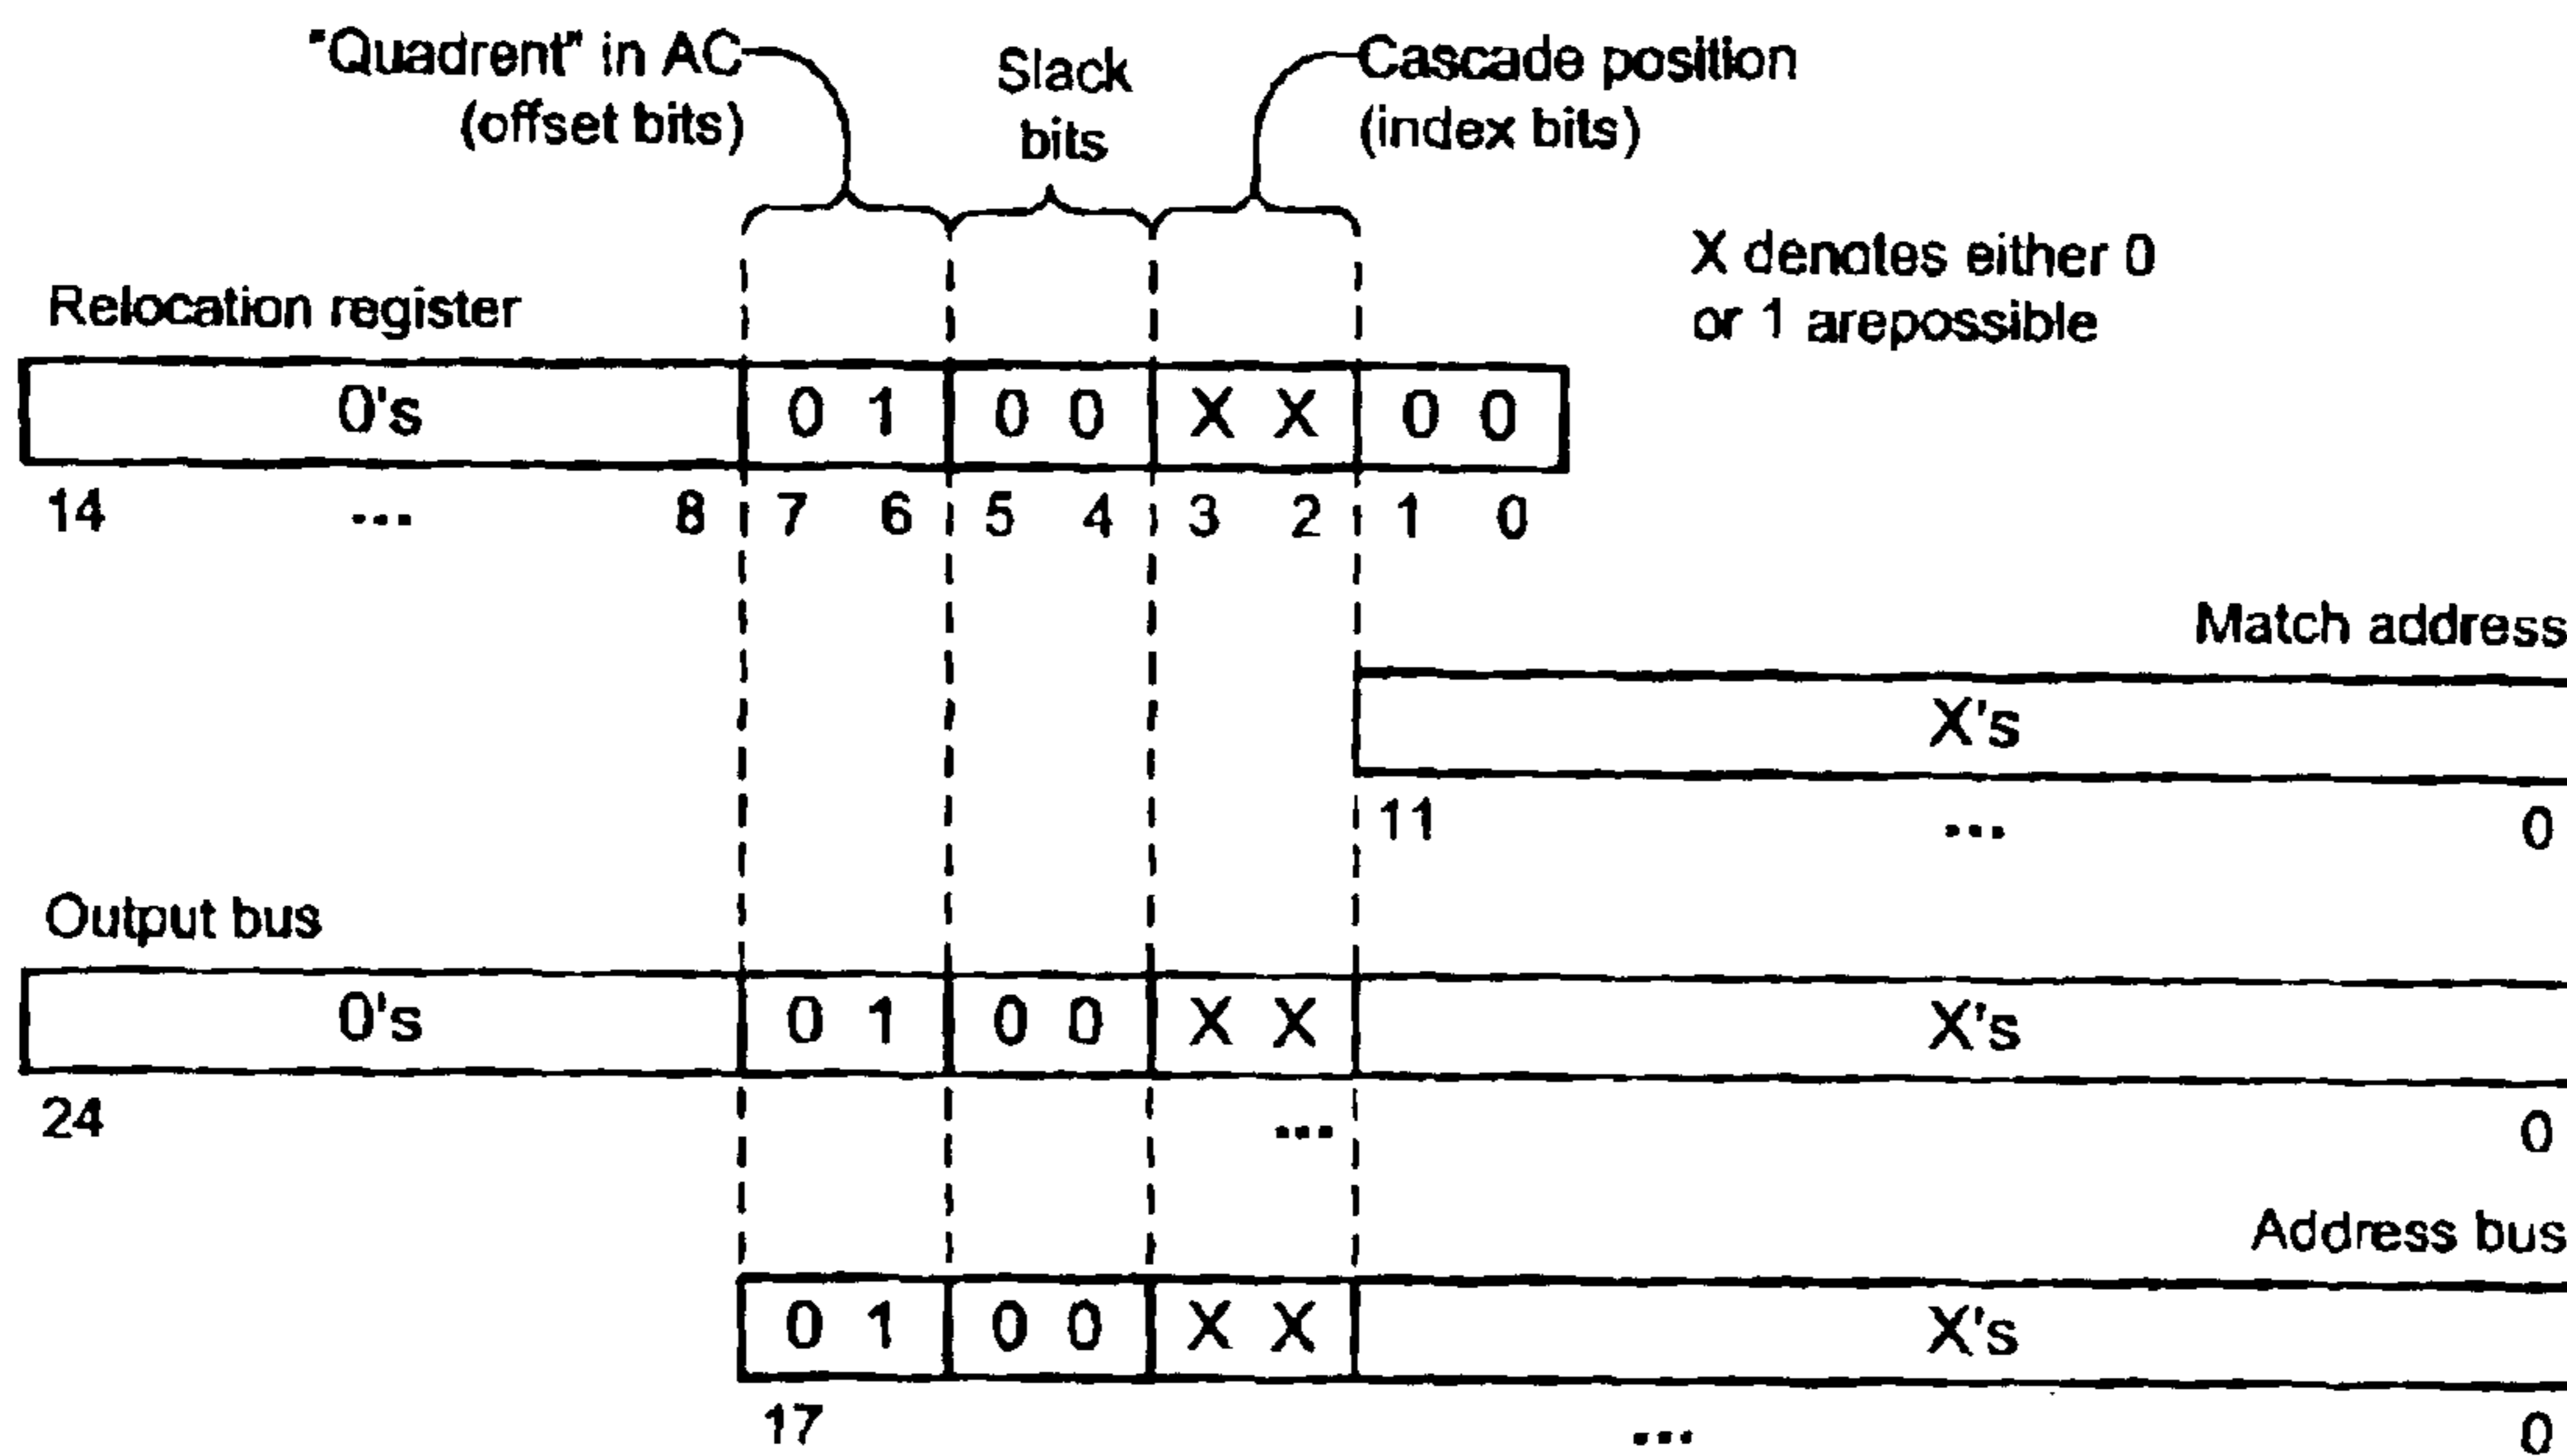 "Quadrent" in AC
(offset bits)
Slack
bits
Cascade position
(index bits)
X denotes either 0
or 1 arepossible
Relocation register
0's 0 1 0 0 X X 0 0
14 ... 8 7 6 5 4 3 2 1 0
Match address
X's
11 ... 0
Output bus
0's 0 1 0 0 X X X's
24 ... 0
Address bus
0 1 0 0 X X X's
17 ... 0